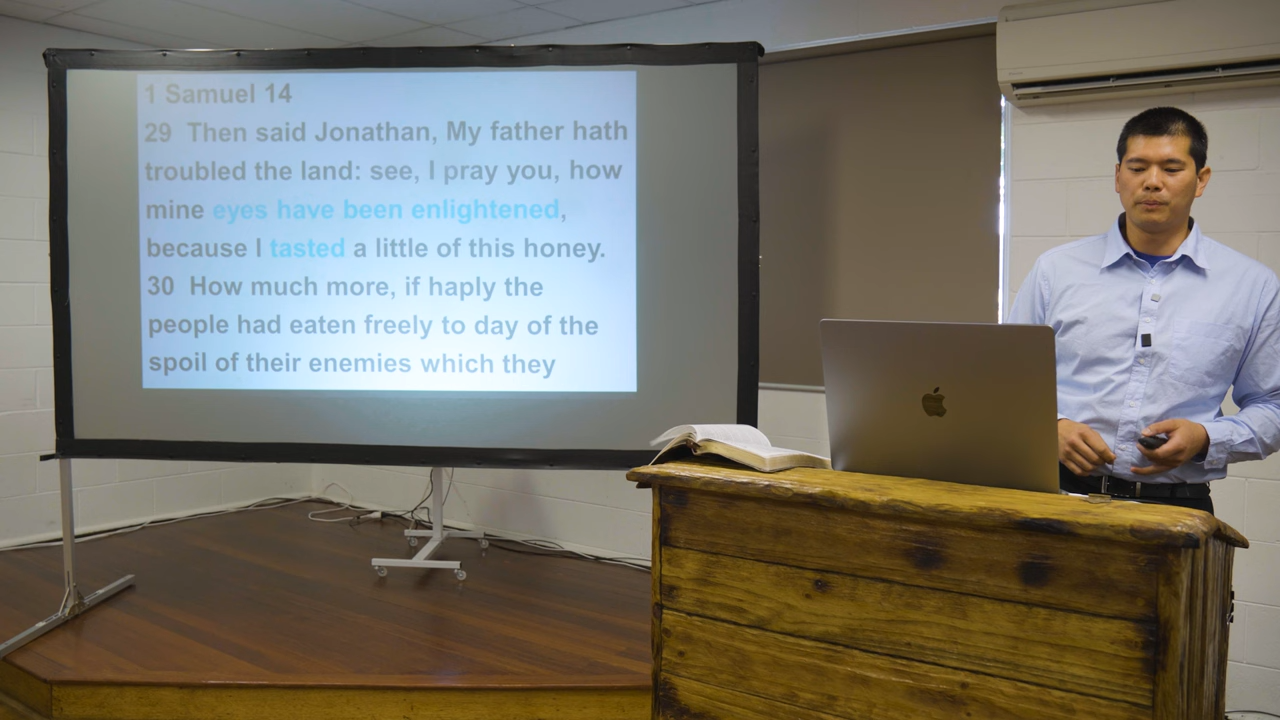 1 Samuel 14
29 Then said Jonathan, My father hath
troubled the land: see, I pray you, how
mine eyes have been enlightened,
because I tasted a little of this honey.
30 How much more, if haply the
people had eaten freely to day of the
spoil of their enemies which they